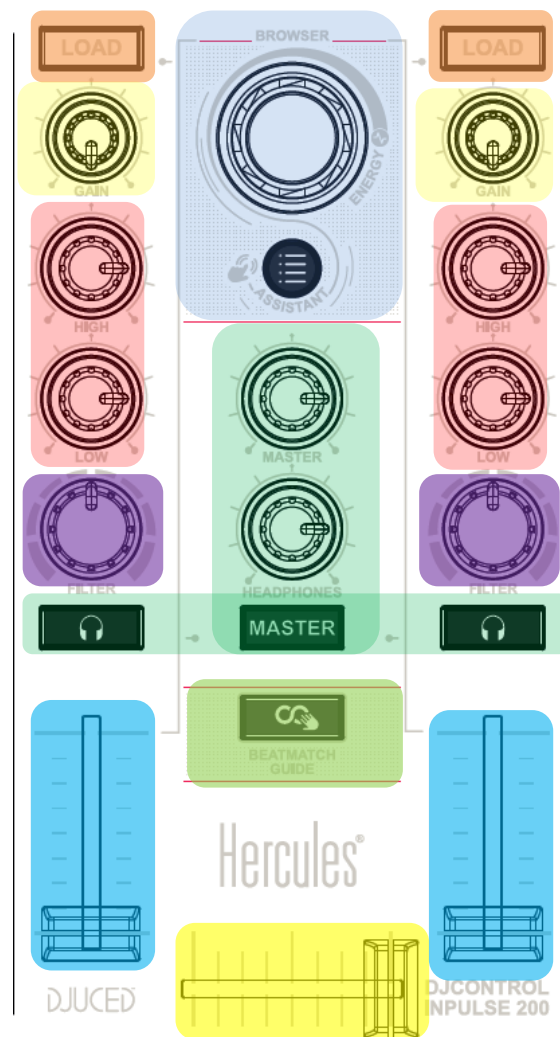 BROWSER
LOAD
LOAD
ENERGY
GAIN
GAIN
ASSISTANT
HIGH
HIGH
LOW
MASTER
LOW
FILTER
HEADPHONES
FILTER
MASTER
BEATMATCH
GUIDE
Hercules®
DJUCED
DJCONTROL
INPULSE 200